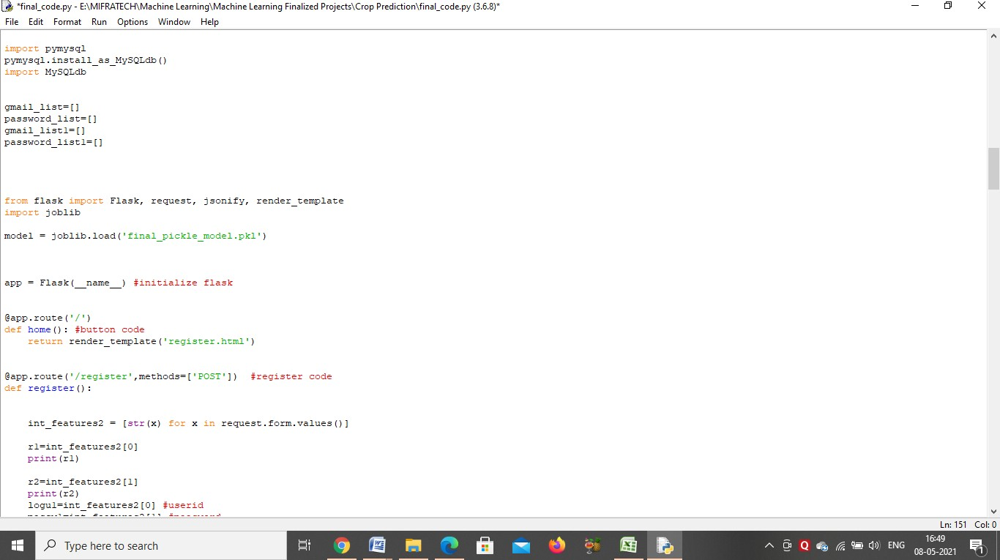 *final_code.py - E:\MIFRATECH\Machine Learning\Machine Learning Finalized Projects\Crop Prediction\final_code.py (3.6.8)*
File Edit Format Run Options Window Help
import pymysql
pymysql.install_as_MySQLdb()
import MySQLdb
gmail_list=[]
password_list=[]
gmail_list1=[]
password_list1=[]
from flask import Flask, request, jsonify, render_template
import joblib
model = joblib.load('final_pickle_model.pkl')
app = Flask(__name__) #initialize flask
@app.route('/')
def home(): #button code
    return render_template('register.html')
@app.route('/register',methods=['POST'])  #register code
def register():
    int_features2 = [str(x) for x in request.form.values()]
    r1=int_features2[0]
    print(r1)
    r2=int_features2[1]
    print(r2)
    logu1=int_features2[0] #userid
Ln: 151 Col: 0
Type here to search
ENG
16:49
08-05-2021
1